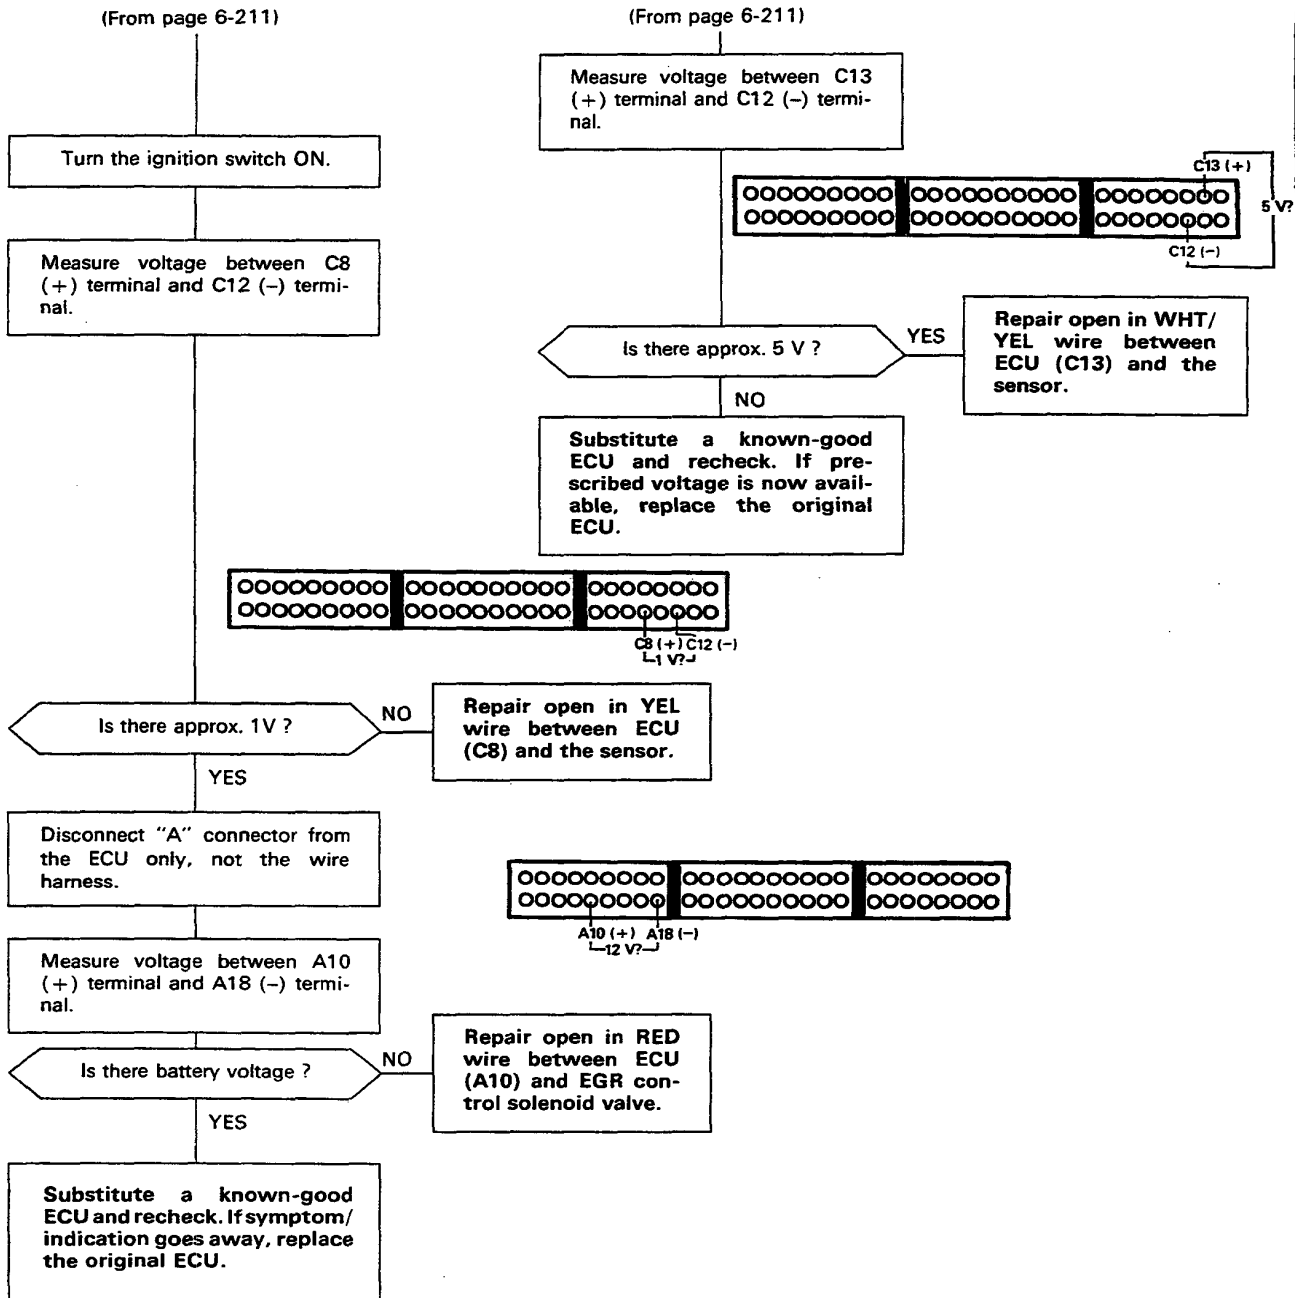 (From page 6-211)
Turn the ignition switch ON.
Measure voltage between C8
(+) terminal and C12 (–) termi-
nal.
(From page 6-211)
Measure voltage between C13
(+) terminal and C12 (–) termi-
nal.
C13 (+)
5 V?
C12 (–)
Is there approx. 5 V ?
YES
Repair open in WHT/
YEL wire between
ECU (C13) and the
sensor.
NO
Substitute a known-good
ECU and recheck. If pre-
scribed voltage is now avail-
able, replace the original
ECU.
C8 (+) C12 (–)
1 V?
Is there approx. 1V ?
NO
Repair open in YEL
wire between ECU
(C8) and the sensor.
YES
Disconnect "A" connector from
the ECU only, not the wire
harness.
A10 (+) A18 (–)
12 V?
Measure voltage between A10
(+) terminal and A18 (–) termi-
nal.
Is there battery voltage ?
NO
Repair open in RED
wire between ECU
(A10) and EGR con-
trol solenoid valve.
YES
Substitute a known-good
ECU and recheck. If symptom/
indication goes away, replace
the original ECU.